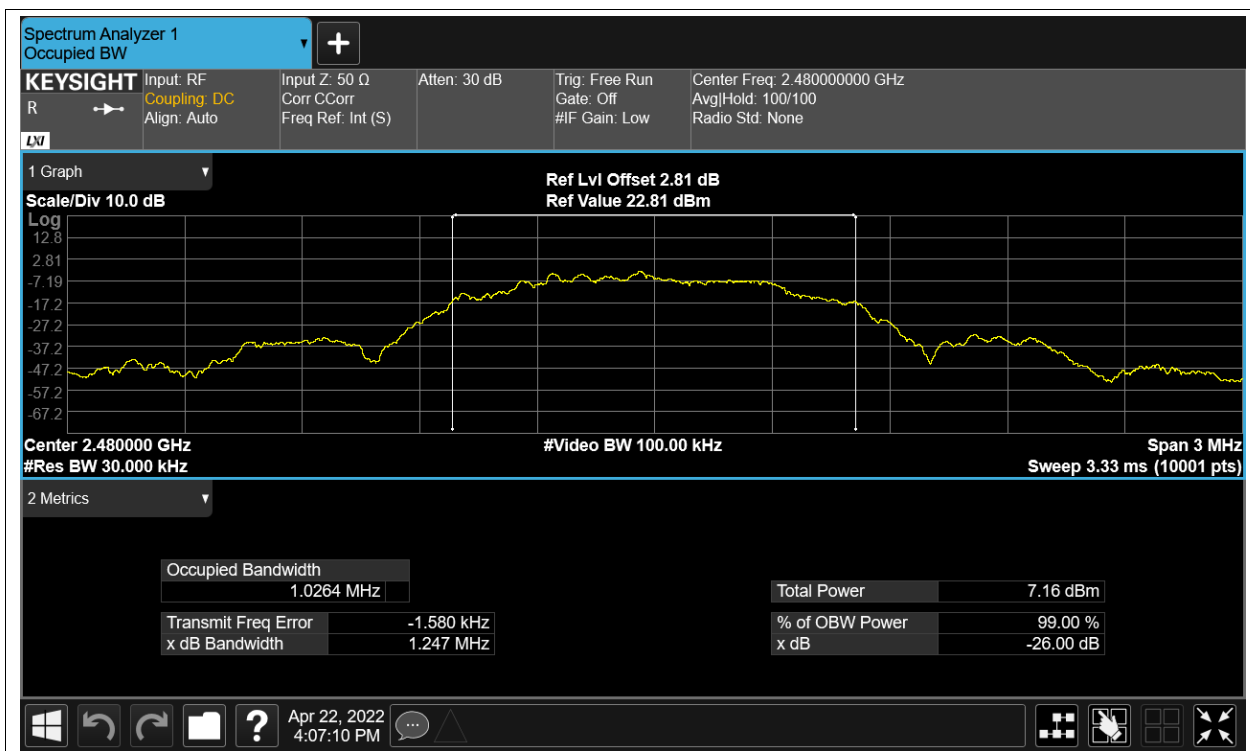 Spectrum Analyzer 1
Occupied BW
+
KEYSIGHT
R
LXI
Input: RF
Coupling: DC
Align: Auto
Input Z: 50 Ω
Corr CCorr
Freq Ref: Int (S)
Atten: 30 dB
Trig: Free Run
Gate: Off
#IF Gain: Low
Center Freq: 2.480000000 GHz
Avg|Hold: 100/100
Radio Std: None
1 Graph
Scale/Div 10.0 dB
Ref Lvl Offset 2.81 dB
Ref Value 22.81 dBm
Log
12.8
2.81
-7.19
-17.2
-27.2
-37.2
-47.2
-57.2
-67.2
Center 2.480000 GHz
#Video BW 100.00 kHz
Span 3 MHz
#Res BW 30.000 kHz
Sweep 3.33 ms (10001 pts)
2 Metrics
Occupied Bandwidth
1.0264 MHz
Total Power 7.16 dBm
Transmit Freq Error -1.580 kHz
% of OBW Power 99.00 %
x dB Bandwidth 1.247 MHz
x dB -26.00 dB
?
Apr 22, 2022
4:07:10 PM